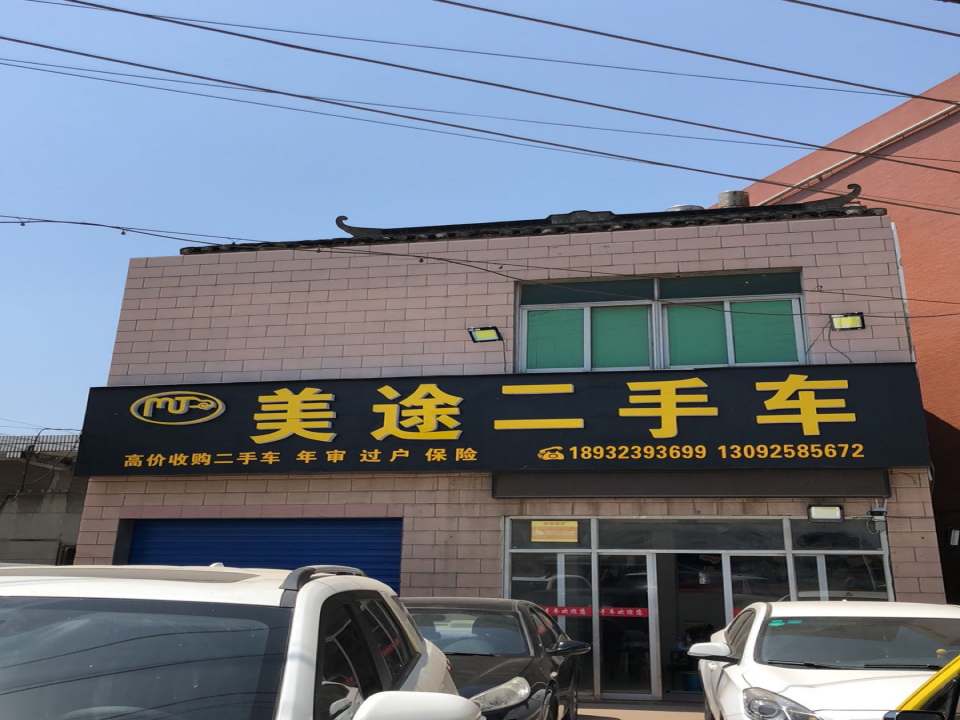 美途二手车
高价收购二手车 年审 过户 保险
18932393699 13092585672